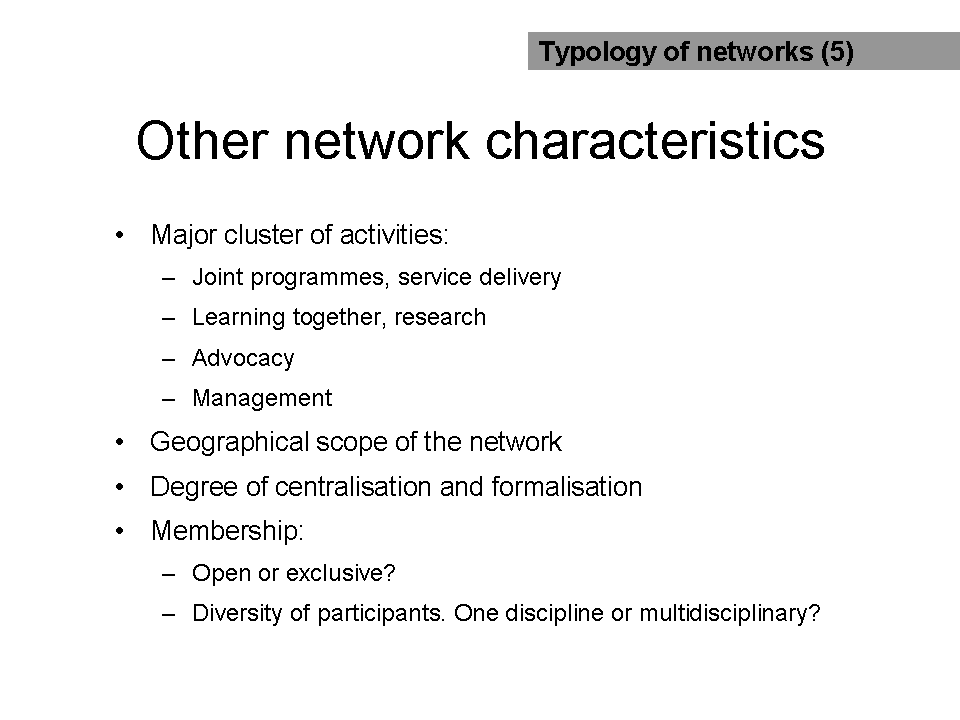 Typology of networks (5)
Other network characteristics
• Major cluster of activities:
– Joint programmes, service delivery
– Learning together, research
– Advocacy
– Management
• Geographical scope of the network
• Degree of centralisation and formalisation
• Membership:
– Open or exclusive?
– Diversity of participants. One discipline or multidisciplinary?